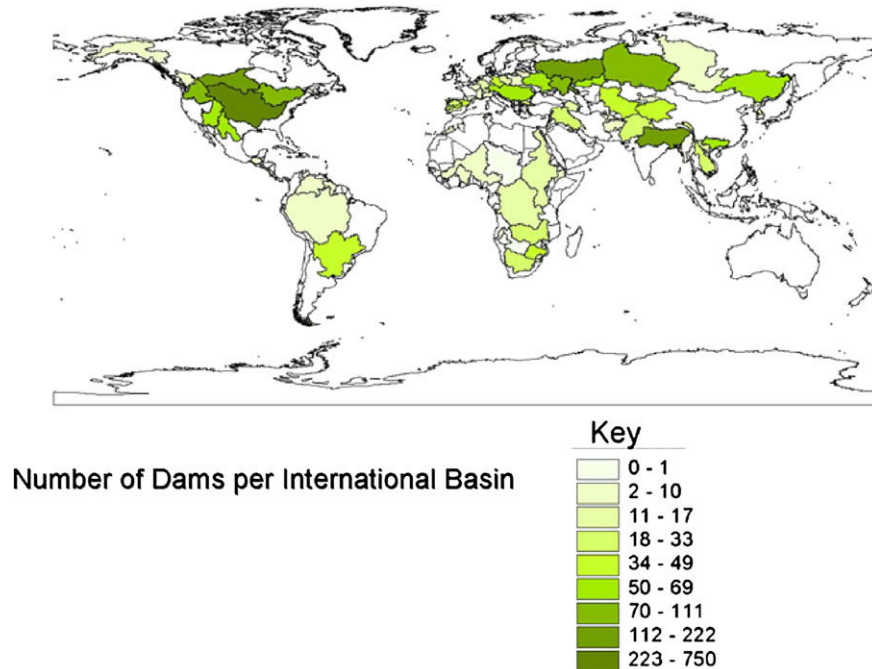 Key
Number of Dams per International Basin
0 - 1
2 - 10
11 - 17
18 - 33
34 - 49
50 - 69
70 - 111
112 - 222
223 - 750